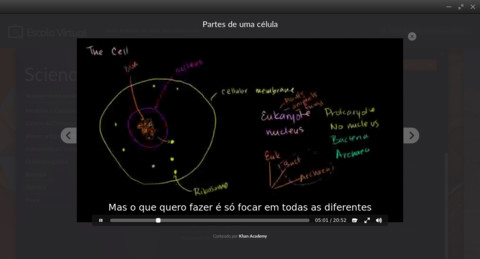 Partes de uma célula
The Cell
DNA
nucleus
cellular membrane
Eukaryote
nucleus
Prokaryote
No nucleus
Bacteria
Archaea
Euk
Bact
Archaea
Ribosome
Mas o que quero fazer é só focar em todas as diferentes
05:01 / 20:52
Conteúdo por Khan Academy